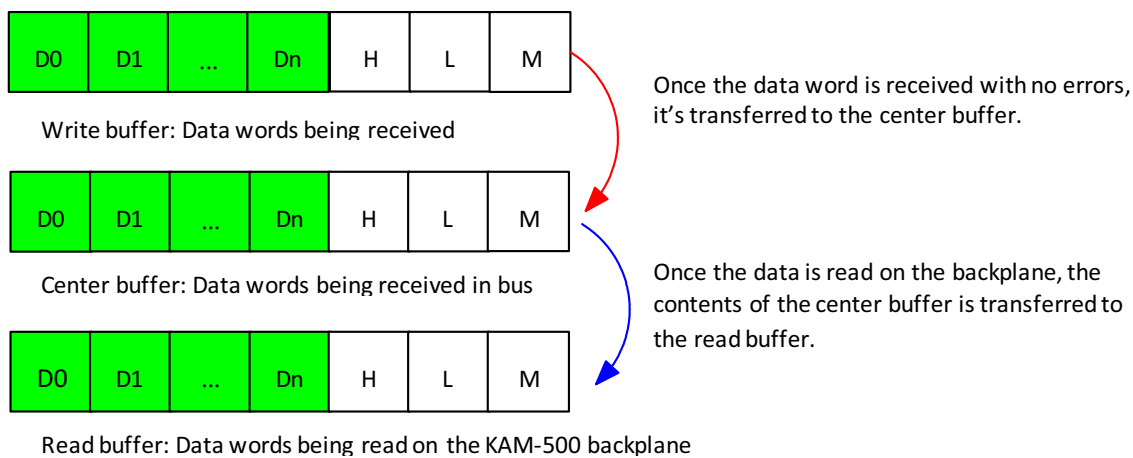 D0 D1 ... Dn H L M
Once the data word is received with no errors,
it's transferred to the center buffer.
Write buffer: Data words being received
D0 D1 ... Dn H L M
Center buffer: Data words being received in bus
Once the data is read on the backplane, the
contents of the center buffer is transferred to
the read buffer.
D0 D1 ... Dn H L M
Read buffer: Data words being read on the KAM-500 backplane